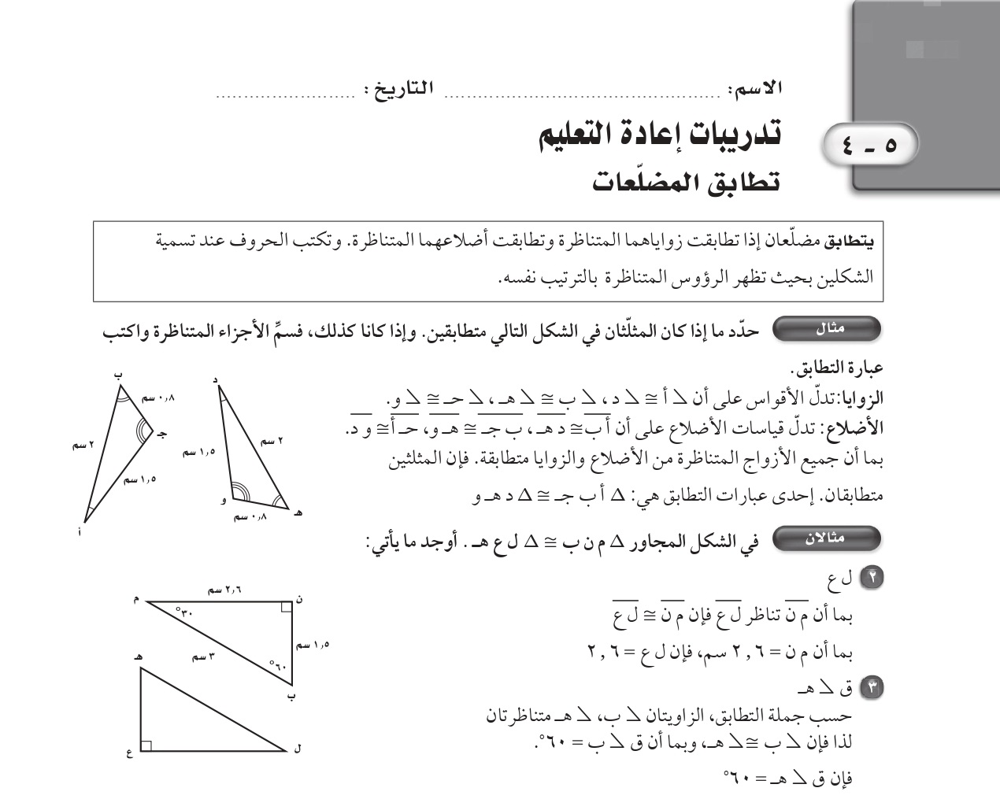 الاسم: ............................................... التاريخ: .......................
٥ - ٤
تدريبات إعادة التعليم
تطابق المضلّعات
يتطابق مضلّعان إذا تطابقت زواياهما المتناظرة وتطابقت أضلاعهما المتناظرة. وتكتب الحروف عند تسمية
الشكلين بحيث تظهر الرؤوس المتناظرة بالترتيب نفسه.
مثال حدّد ما إذا كان المثلّثان في الشكل التالي متطابقين. وإذا كانا كذلك، فسمِّ الأجزاء المتناظرة واكتب
عبارة التطابق.
الزوايا: تدلّ الأقواس على أن ∠ أ ≅ ∠ د، ∠ ب ≅ ∠ هـ، ∠ حـ ≅ ∠ و.
الأضلاع: تدلّ قياسات الأضلاع على أن أ ب ≅ د هـ، ب جـ ≅ هـ و، حـ أ ≅ و د.
بما أن جميع الأزواج المتناظرة من الأضلاع والزوايا متطابقة. فإن المثلثين
متطابقان. إحدى عبارات التطابق هي: Δ أ ب جـ ≅ Δ د هـ و
ب
٠٫٨ سم
جـ
٢ سم
١٫٥ سم
أ
د
٢ سم
١٫٥ سم
و
هـ
٠٫٨ سم
مثالان في الشكل المجاور Δ م ن ب ≅ Δ ل ع هـ. أوجد ما يأتي:
٢ ل ع
بما أن م ن تناظر ل ع فإن م ن ≅ ل ع
بما أن م ن = ٢,٦ سم، فإن ل ع = ٢,٦
٣ ق ∠ هـ
حسب جملة التطابق، الزاويتان ∠ ب، ∠ هـ متناظرتان
لذا فإن ∠ ب ≅ ∠ هـ، وبما أن ق ∠ ب = ٦٠°.
فإن ق ∠ هـ = ٦٠°
٢٫٦ سم
م
ن
٣٠°
١٫٥ سم
٣ سم
٦٠°
ب
هـ
ع
ل